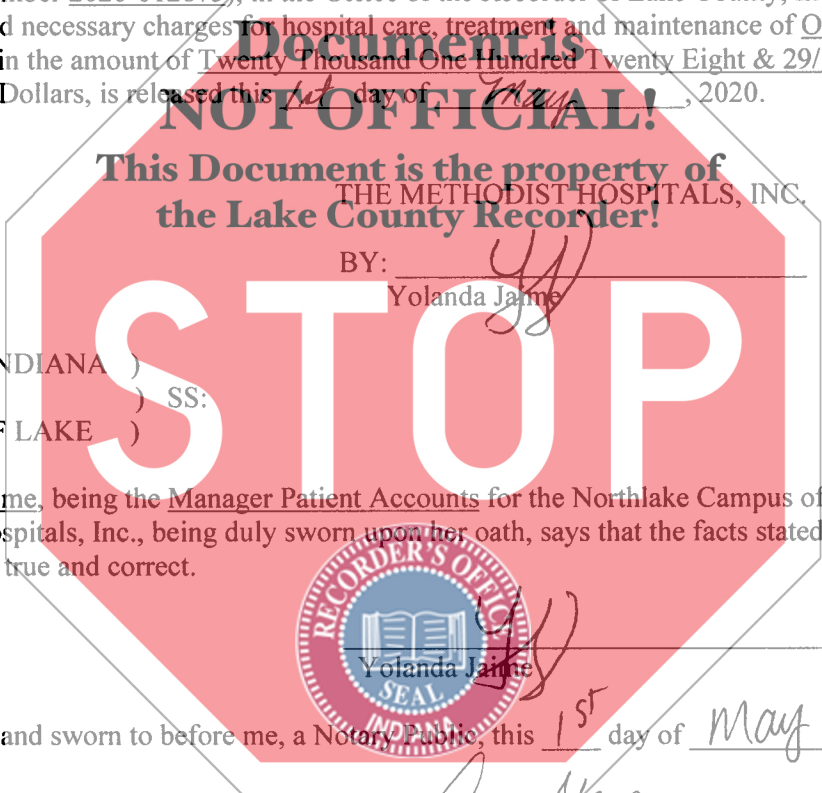 d necessary charges for hospital care, treatment and maintenance of O
in the amount of Twenty Thousand One Hundred Twenty Eight & 29/
Dollars, is released this 1st day of May, 2020.
Document is
NOT OFFICIAL!
This Document is the property of
the Lake County Recorder!
THE METHODIST HOSPITALS, INC.
BY:
Yolanda Jaime
STOP
NDIANA )
) SS:
F LAKE )
me, being the Manager Patient Accounts for the Northlake Campus of
spitals, Inc., being duly sworn upon her oath, says that the facts stated
true and correct.
RECORDER'S OFFICE
SEAL
INDIANA
Yolanda Jaime
and sworn to before me, a Notary Public, this 1st day of May